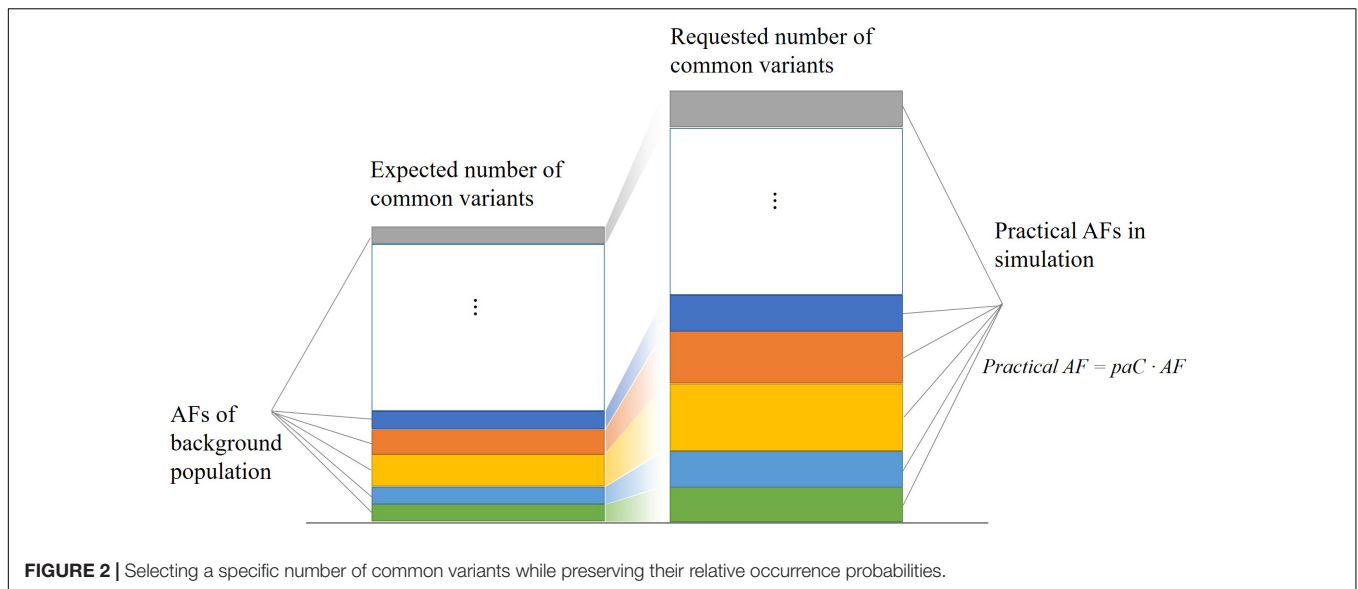 Requested number of
common variants
Expected number of
common variants
⋮
⋮
Practical AFs in
simulation
Practical AF = paC · AF
AFs of
background
population
FIGURE 2 | Selecting a specific number of common variants while preserving their relative occurrence probabilities.